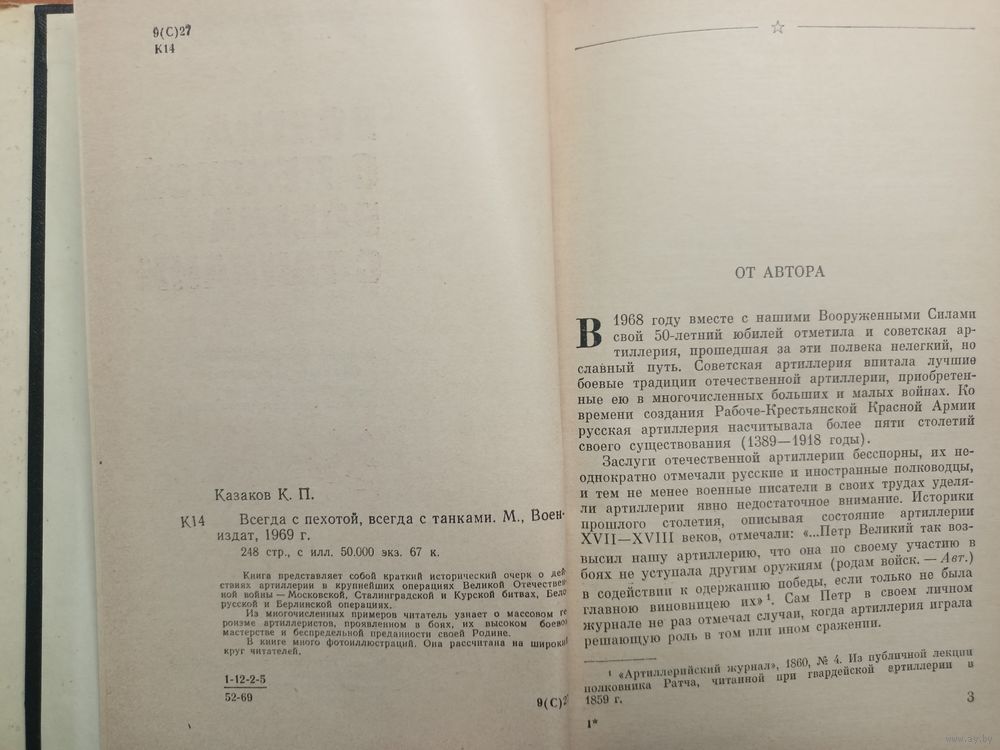 9(С)27
К14
Казаков К. П.
К14 Всегда с пехотой, всегда с танками. М., Воен-
издат, 1969 г.
248 стр., с илл. 50.000 экз. 67 к.
Книга представляет собой краткий исторический очерк о дей
ствиях артиллерии в крупнейших операциях Великой Отечествен
ной войны — Московской, Сталинградской и Курской битвах, Бело
русской и Берлинской операциях.
Из многочисленных примеров читатель узнает о массовом ге
роизме артиллеристов, проявленном в боях, их высоком боево
мастерстве и беспредельной преданности своей Родине.
В книге много фотоиллюстраций. Она рассчитана на широкий
круг читателей.
1-12-2-5
52-69
9(С)2
ОТ АВТОРА
В 1968 году вместе с нашими Вооруженными Силами
свой 50-летний юбилей отметила и советская ар-
тиллерия, прошедшая за эти полвека нелегкий, но
славный путь. Советская артиллерия впитала лучшие
боевые традиции отечественной артиллерии, приобретен-
ные ею в многочисленных больших и малых войнах. Ко
времени создания Рабоче-Крестьянской Красной Армии
русская артиллерия насчитывала более пяти столетий
своего существования (1389—1918 годы).
Заслуги отечественной артиллерии бесспорны, их не-
однократно отмечали русские и иностранные полководцы,
и тем не менее военные писатели в своих трудах уделя-
ли артиллерии явно недостаточное внимание. Историки
прошлого столетия, описывая состояние артиллерии
XVII—XVIII веков, отмечали: «...Петр Великий так воз-
высил нашу артиллерию, что она по своему участию в
боях не уступала другим оружиям (родам войск. — Авт.)
в содействии к одержанию победы, если только не была
главною виновницею их» ¹. Сам Петр в своем личном
журнале не раз отмечал случаи, когда артиллерия играла
решающую роль в том или ином сражении.
¹ «Артиллерийский журнал», 1860, № 4. Из публичной лекции
полковника Ратча, читанной при гвардейской артиллерии в
1859 г.
1*
3
www.ay.by